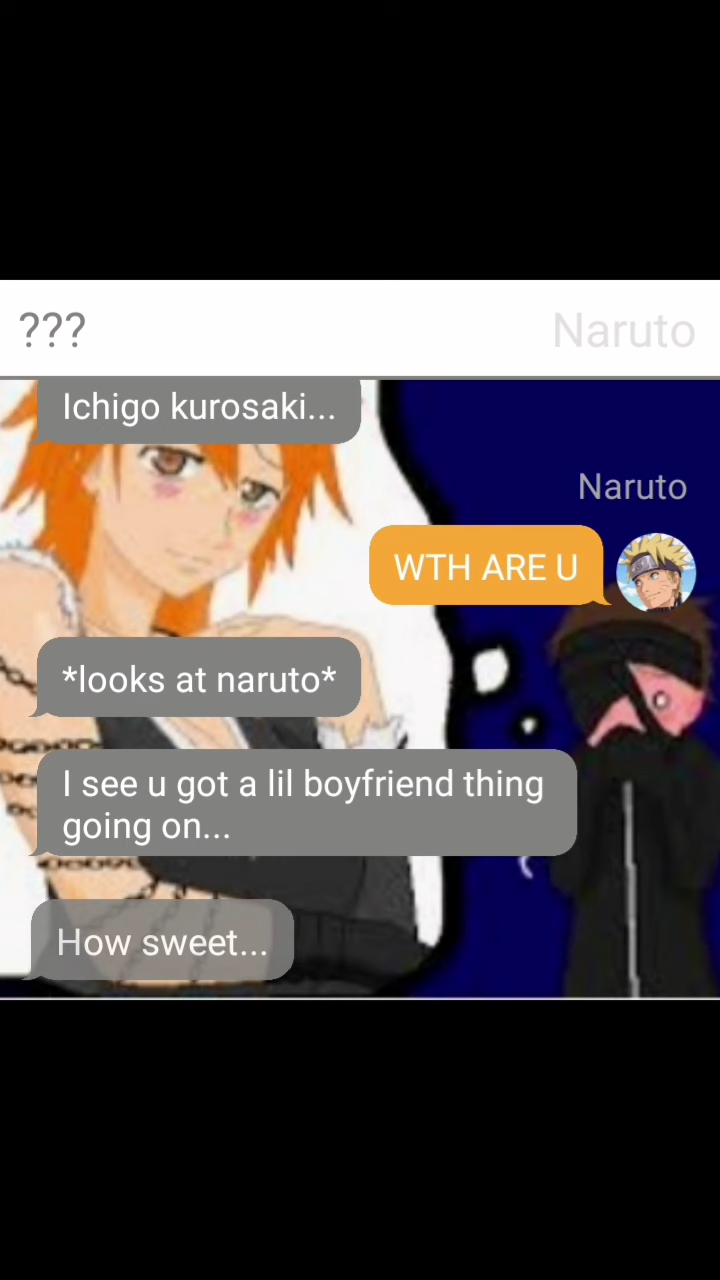 ???
Naruto
Ichigo kurosaki...
Naruto
WTH ARE U
*looks at naruto*
I see u got a lil boyfriend thing
going on...
How sweet...